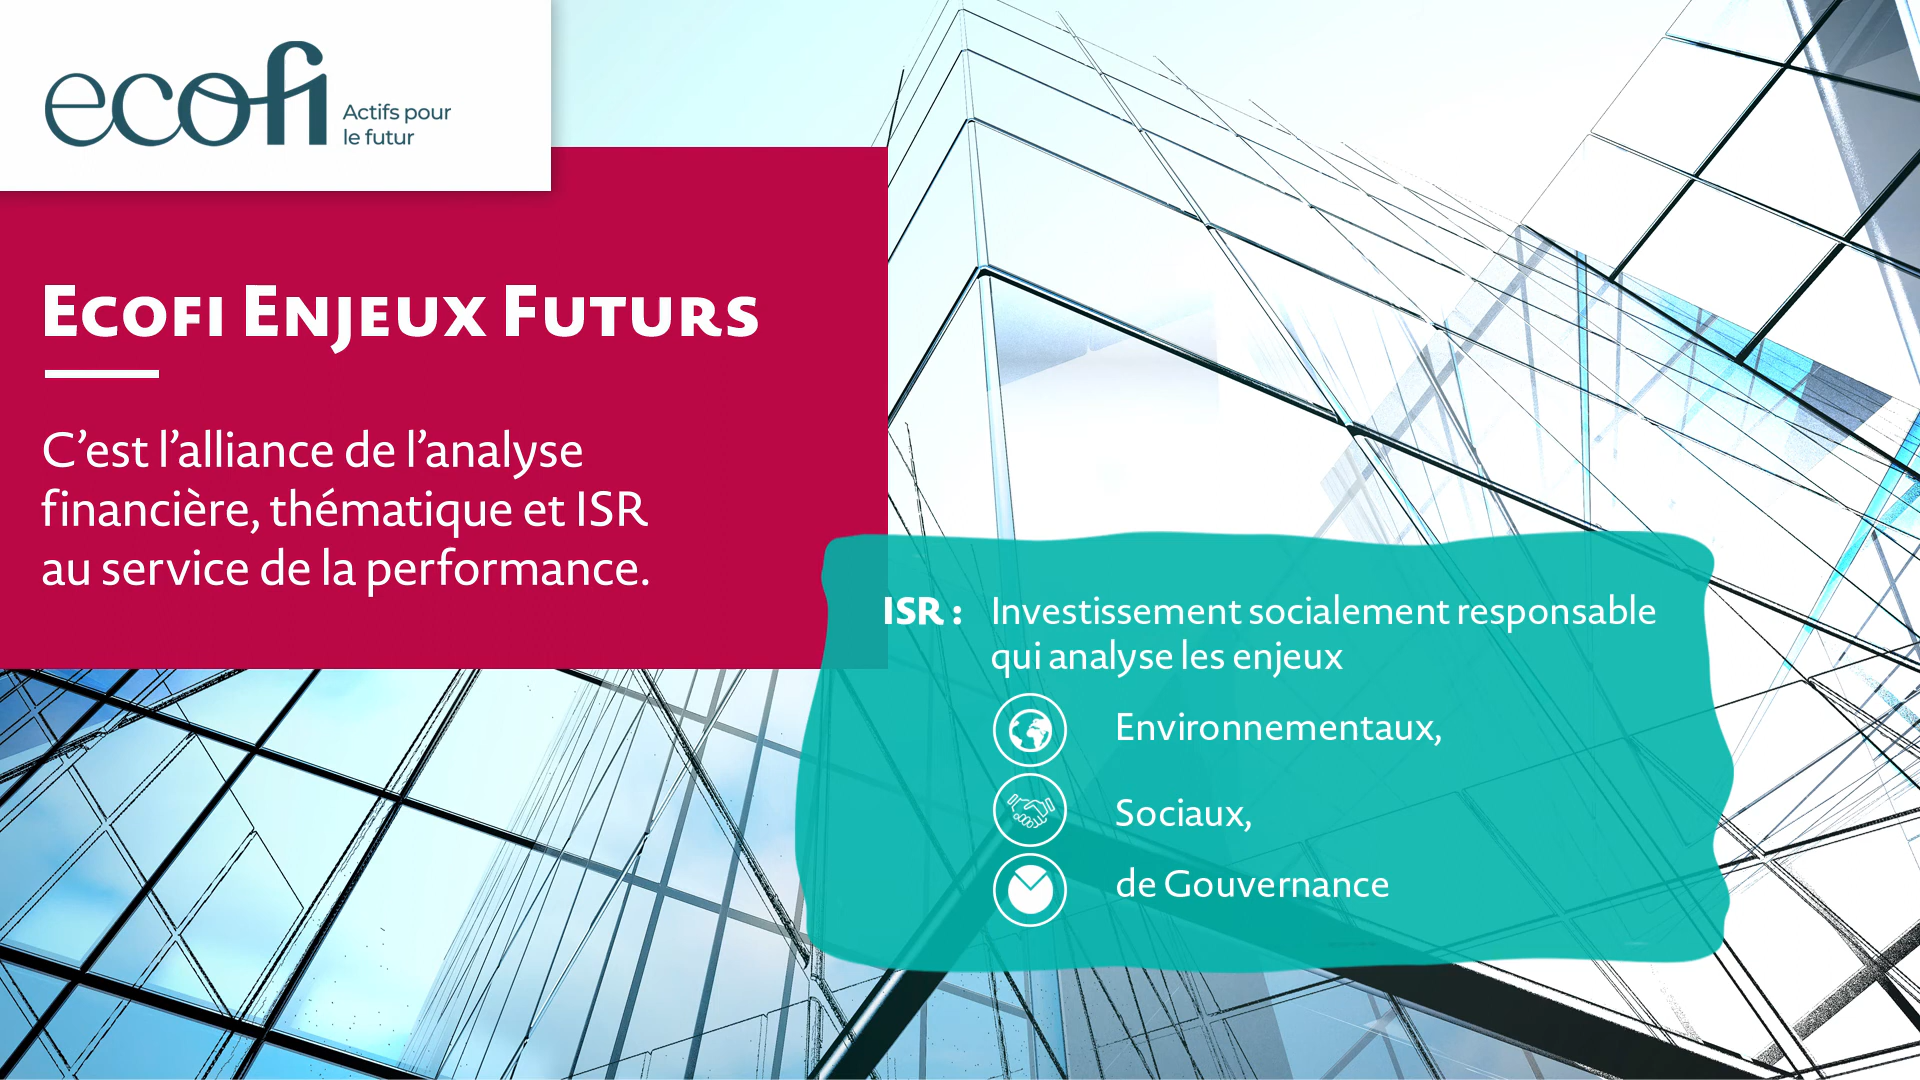 ecofi
Actifs pour
le futur
Ecofi Enjeux Futurs
C’est l’alliance de l’analyse
financière, thématique et ISR
au service de la performance.
ISR : Investissement socialement responsable
qui analyse les enjeux
Environnementaux,
Sociaux,
de Gouvernance